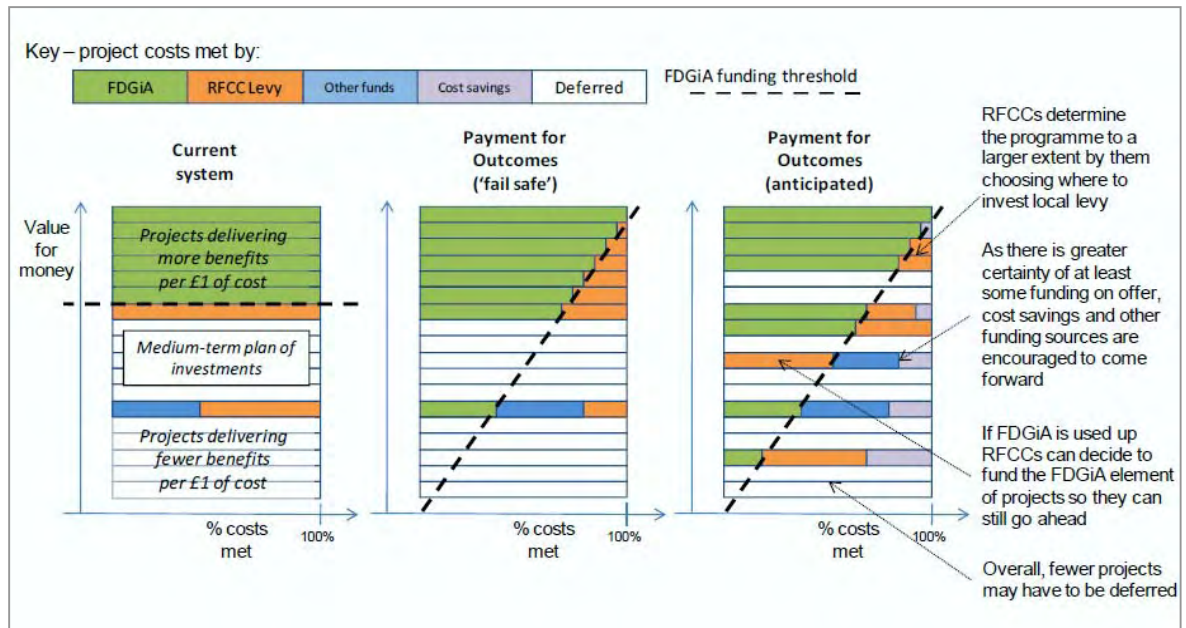 Key – project costs met by:
FDGiA
RFCC Levy
Other funds
Cost savings
Deferred
FDGiA funding threshold
Current
system
Payment for
Outcomes
('fail safe')
Payment for
Outcomes
(anticipated)
Value
for
money
Projects delivering
more benefits
per £1 of cost
Medium-term plan of
investments
Projects delivering
fewer benefits
per £1 of cost
% costs
met
100%
% costs
met
100%
% costs
met
100%
RFCCs determine
the programme to a
larger extent by them
choosing where to
invest local levy
As there is greater
certainty of at least
some funding on offer,
cost savings and other
funding sources are
encouraged to come
forward
If FDGiA is used up
RFCCs can decide to
fund the FDGiA element
of projects so they can
still go ahead
Overall, fewer projects
may have to be deferred